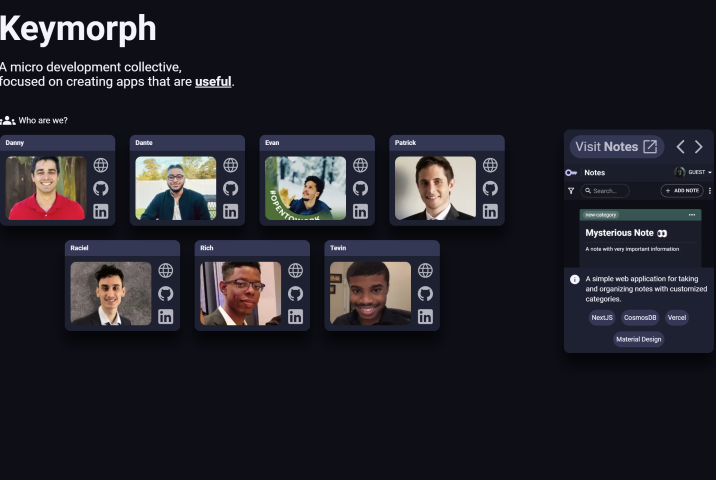 Keymorph
A micro development collective,
focused on creating apps that are useful.
Who are we?
Danny
Dante
Evan
Patrick
#OPENTOWORK
Raciel
Rich
Tevin
Visit Notes
Notes
GUEST
Search...
+ ADD NOTE
new-category
Mysterious Note 👀
A note with very important information
A simple web application for taking
and organizing notes with customized
categories.
NextJS
CosmosDB
Vercel
Material Design